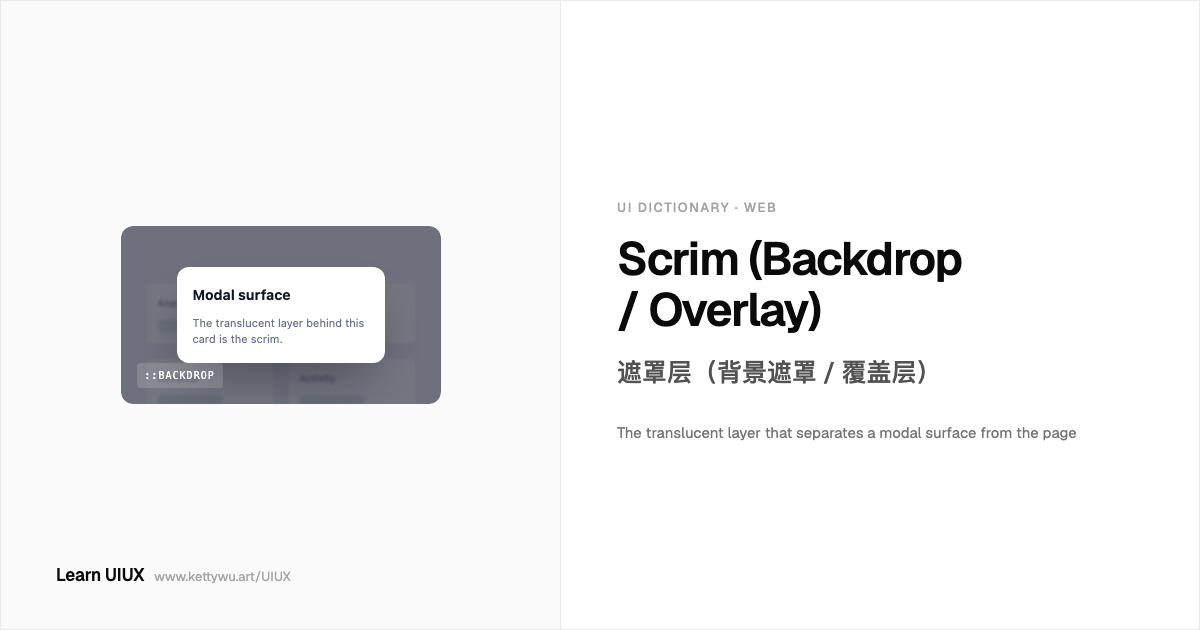 Modal surface
The translucent layer behind this
card is the scrim.
::BACKDROP
Activity
Learn UIUX www.kettywu.art/UIUX
UI DICTIONARY · WEB
Scrim (Backdrop
/ Overlay)
遮罩层（背景遮罩 / 覆盖层）
The translucent layer that separates a modal surface from the page